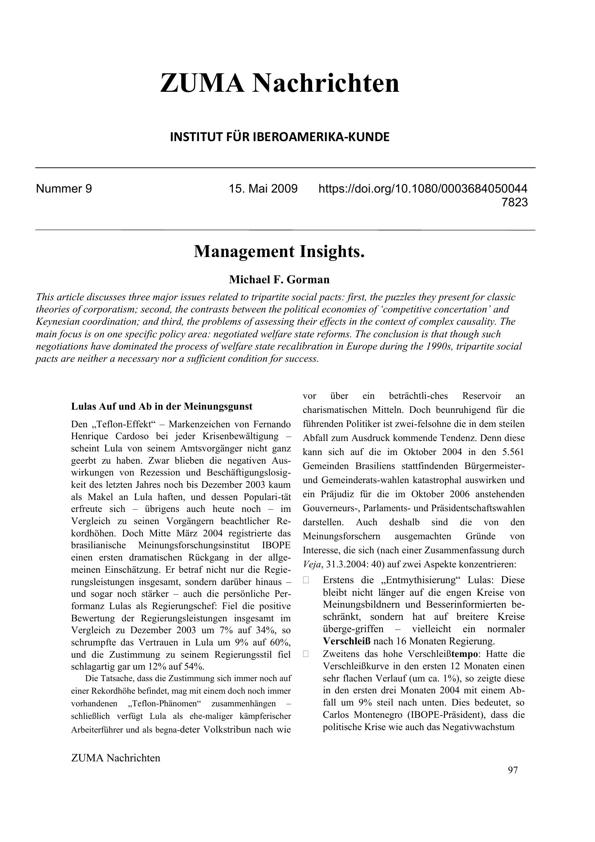 ZUMA Nachrichten
INSTITUT FÜR IBEROAMERIKA-KUNDE
Nummer 9 15. Mai 2009 https://doi.org/10.1080/0003684050044
7823
Management Insights.
Michael F. Gorman
This article discusses three major issues related to tripartite social pacts: first, the puzzles they present for classic
theories of corporatism; second, the contrasts between the political economies of ‘competitive concertation’ and
Keynesian coordination; and third, the problems of assessing their effects in the context of complex causality. The
main focus is on one specific policy area: negotiated welfare state reforms. The conclusion is that though such
negotiations have dominated the process of welfare state recalibration in Europe during the 1990s, tripartite social
pacts are neither a necessary nor a sufficient condition for success.
Lulas Auf und Ab in der Meinungsgunst
Den „Teflon-Effekt“ – Markenzeichen von Fernando
Henrique Cardoso bei jeder Krisenbewältigung –
scheint Lula von seinem Amtsvorgänger nicht ganz
geerbt zu haben. Zwar blieben die negativen Aus-
wirkungen von Rezession und Beschäftigungslosig-
keit des letzten Jahres noch bis Dezember 2003 kaum
als Makel an Lula haften, und dessen Populari-tät
erfreute sich – übrigens auch heute noch – im
Vergleich zu seinen Vorgängern beachtlicher Re-
kordhöhen. Doch Mitte März 2004 registrierte das
brasilianische Meinungsforschungsinstitut IBOPE
einen ersten dramatischen Rückgang in der allge-
meinen Einschätzung. Er betraf nicht nur die Regie-
rungsleistungen insgesamt, sondern darüber hinaus –
und sogar noch stärker – auch die persönliche Per-
formanz Lulas als Regierungschef: Fiel die positive
Bewertung der Regierungsleistungen insgesamt im
Vergleich zu Dezember 2003 um 7% auf 34%, so
schrumpfte das Vertrauen in Lula um 9% auf 60%,
und die Zustimmung zu seinem Regierungsstil fiel
schlagartig gar um 12% auf 54%.
Die Tatsache, dass die Zustimmung sich immer noch auf
einer Rekordhöhe befindet, mag mit einem doch noch immer
vorhandenen „Teflon-Phänomen“ zusammenhängen –
schließlich verfügt Lula als ehe-maliger kämpferischer
Arbeiterführer und als begna-deter Volkstribun nach wie
vor über ein beträchtli-ches Reservoir an
charismatischen Mitteln. Doch beunruhigend für die
führenden Politiker ist zwei-felsohne die in dem steilen
Abfall zum Ausdruck kommende Tendenz. Denn diese
kann sich auf die im Oktober 2004 in den 5.561
Gemeinden Brasiliens stattfindenden Bürgermeister-
und Gemeinderats-wahlen katastrophal auswirken und
ein Präjudiz für die im Oktober 2006 anstehenden
Gouverneurs-, Parlaments- und Präsidentschaftswahlen
darstellen. Auch deshalb sind die von den
Meinungsforschern ausgemachten Gründe von
Interesse, die sich (nach einer Zusammenfassung durch
Veja, 31.3.2004: 40) auf zwei Aspekte konzentrieren:
Erstens die „Entmythisierung“ Lulas: Diese
bleibt nicht länger auf die engen Kreise von
Meinungsbildnern und Besserinformierten be-
schränkt, sondern hat auf breitere Kreise
überge-griffen – vielleicht ein normaler
Verschleiß nach 16 Monaten Regierung.
Zweitens das hohe Verschleißtempo: Hatte die
Verschleißkurve in den ersten 12 Monaten einen
sehr flachen Verlauf (um ca. 1%), so zeigte diese
in den ersten drei Monaten 2004 mit einem Ab-
fall um 9% steil nach unten. Dies bedeutet, so
Carlos Montenegro (IBOPE-Präsident), dass die
politische Krise wie auch das Negativwachstum
ZUMA Nachrichten
97